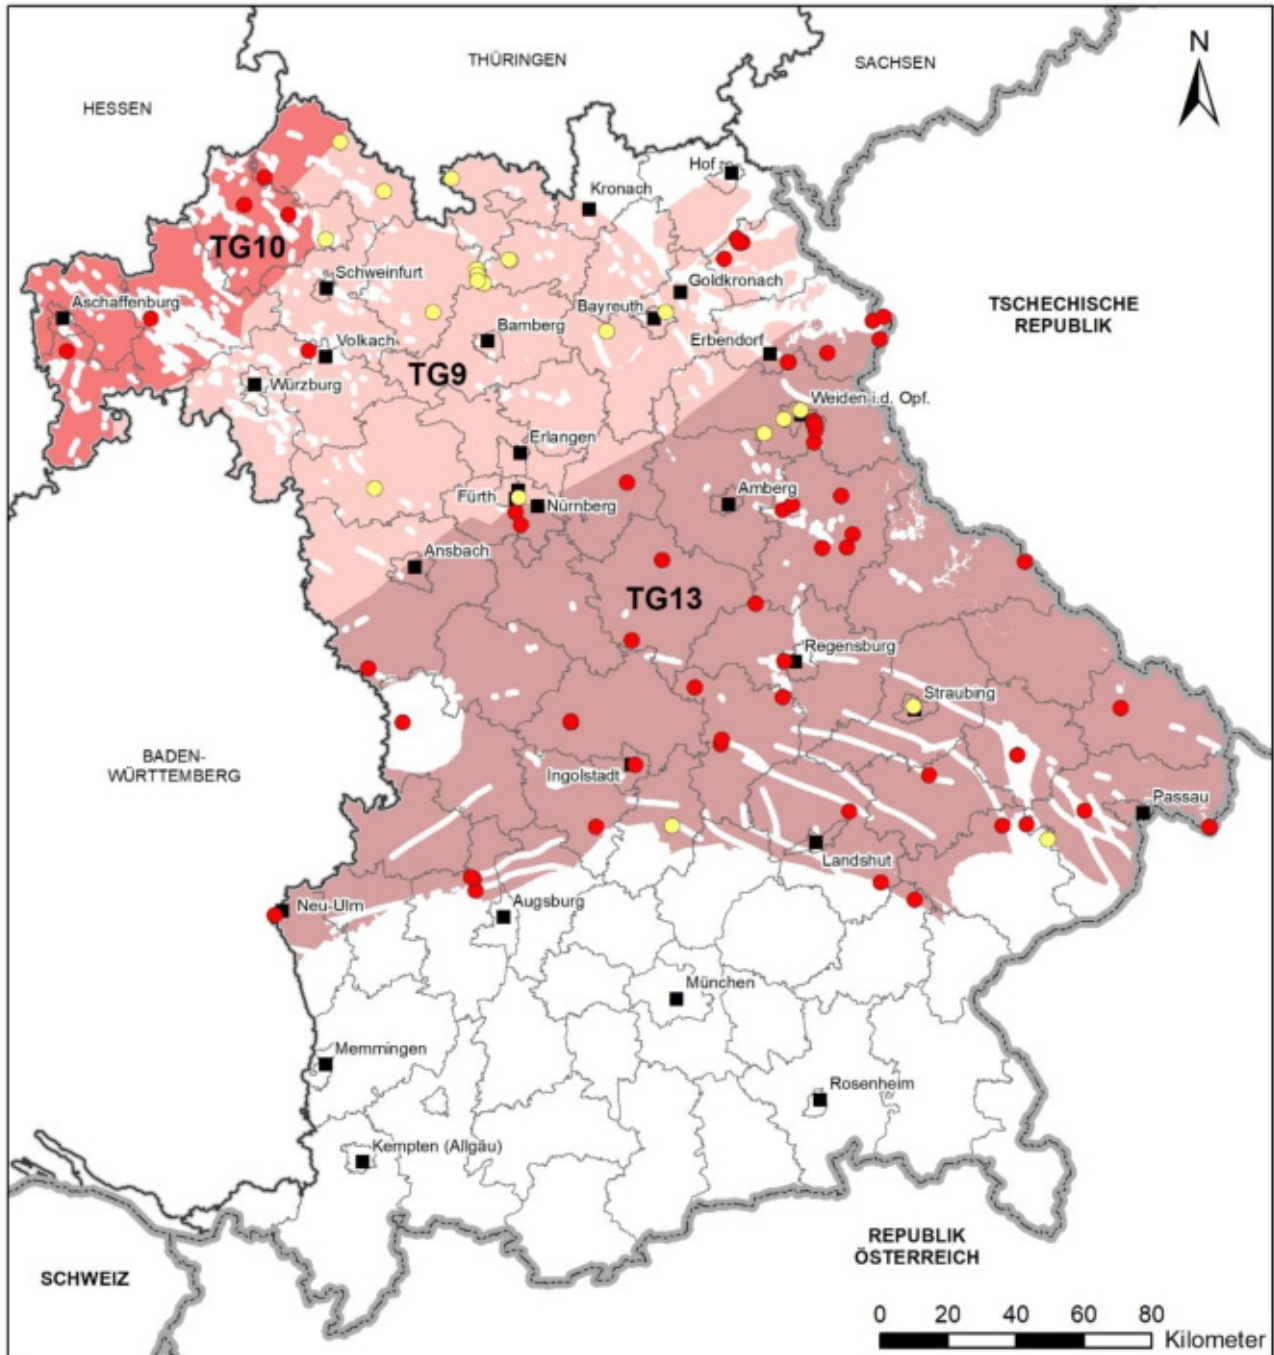 N
THÜRINGEN
SACHSEN
HESSEN
Hof
Kronach
TG10
Schweinfurt
Goldkronach
Aschaffenburg
TSCHECHISCHE
REPUBLIK
Bayreuth
Bamberg
Erbendorf
Volkach
TG9
Würzburg
Weiden i.d. Opf.
Erlangen
Fürth
Nürnberg
Amberg
Ansbach
TG13
Regensburg
Straubing
BADEN-
WÜRTTEMBERG
Ingolstadt
Passau
Landshut
Neu-Ulm
Augsburg
München
Memmingen
Rosenheim
Kempten (Allgäu)
REPUBLIK
ÖSTERREICH
SCHWEIZ
0 20 40 60 80
Kilometer